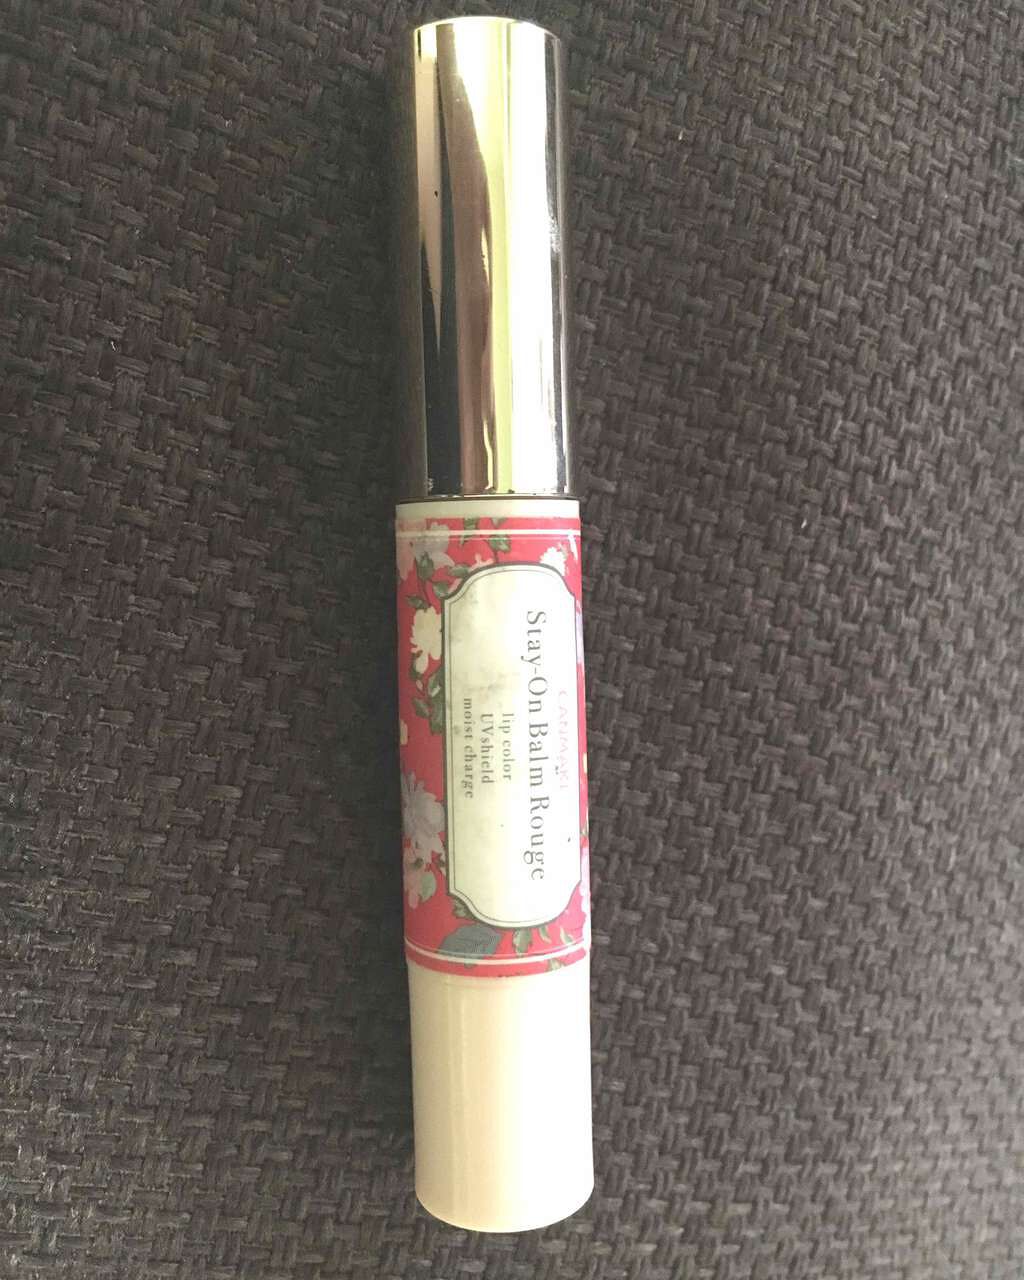 CANMAKE
Stay-On Balm Rouge
lip color
UVshield
moist charge